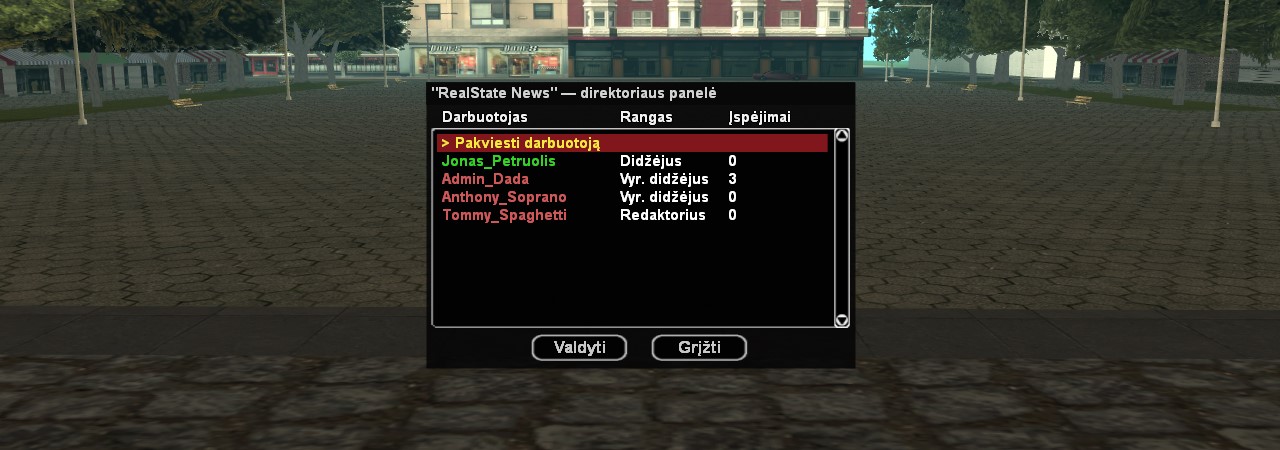 "RealState News" — direktoriaus panelė
Darbuotojas Rangas Įspėjimai
> Pakviesti darbuotoją
Jonas_Petruolis Didžėjus 0
Admin_Dada Vyr. didžėjus 3
Anthony_Soprano Vyr. didžėjus 0
Tommy_Spaghetti Redaktorius 0
Valdyti Grįžti